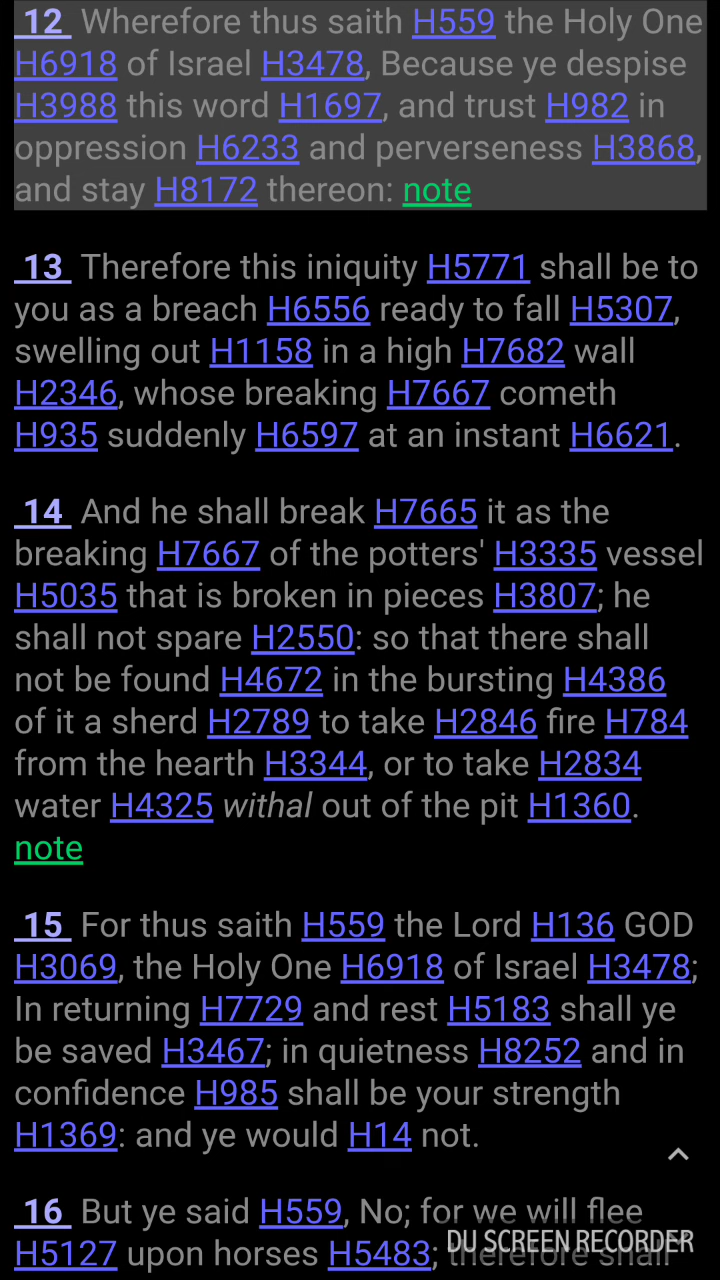 12 Wherefore thus saith H559 the Holy One
H6918 of Israel H3478, Because ye despise
H3988 this word H1697, and trust H982 in
oppression H6233 and perverseness H3868,
and stay H8172 thereon: note
13 Therefore this iniquity H5771 shall be to
you as a breach H6556 ready to fall H5307,
swelling out H1158 in a high H7682 wall
H2346, whose breaking H7667 cometh
H935 suddenly H6597 at an instant H6621.
14 And he shall break H7665 it as the
breaking H7667 of the potters' H3335 vessel
H5035 that is broken in pieces H3807; he
shall not spare H2550: so that there shall
not be found H4672 in the bursting H4386
of it a sherd H2789 to take H2846 fire H784
from the hearth H3344, or to take H2834
water H4325 withal out of the pit H1360.
note
15 For thus saith H559 the Lord H136 GOD
H3069, the Holy One H6918 of Israel H3478;
In returning H7729 and rest H5183 shall ye
be saved H3467; in quietness H8252 and in
confidence H985 shall be your strength
H1369: and ye would H14 not.
16 But ye said H559, No; for we will flee
H5127 upon horses H5483; therefore shall
DU SCREEN RECORDER